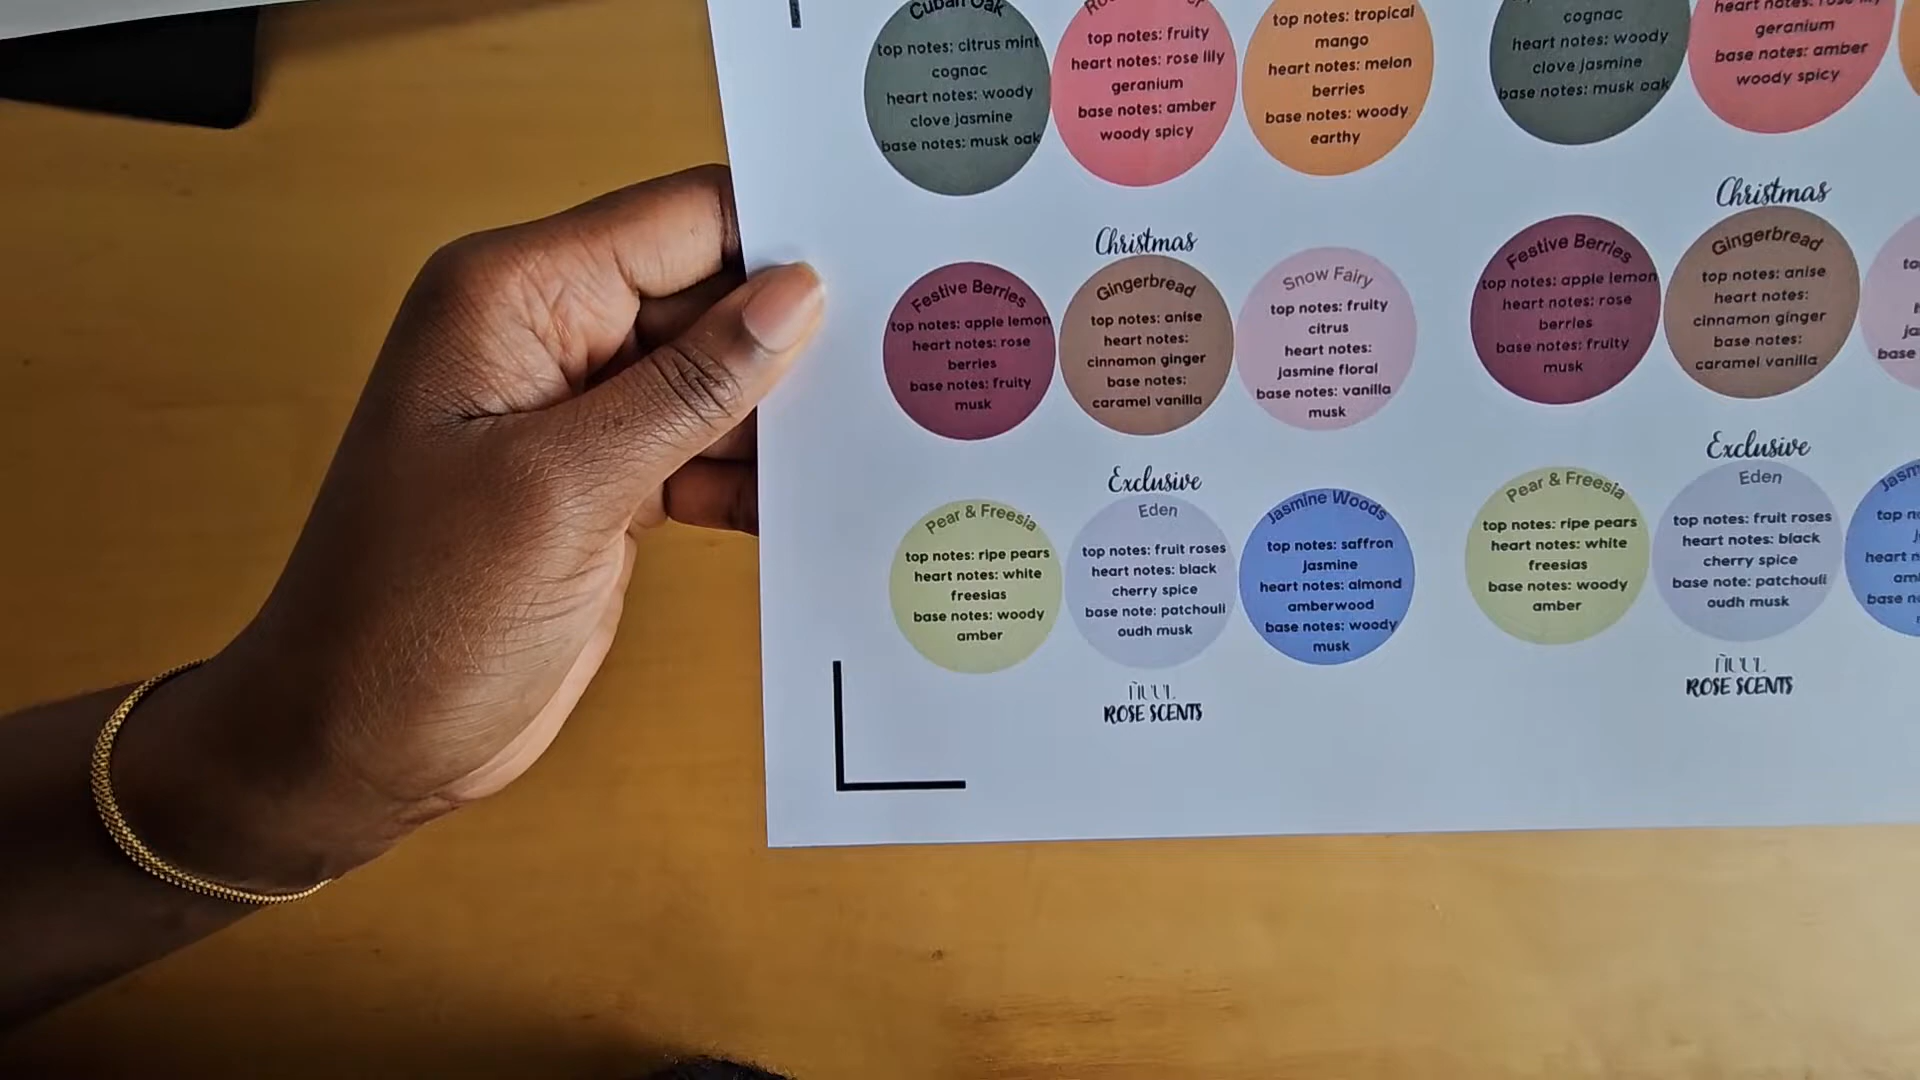 Cuban Oak
top notes: citrus mint
cognac
heart notes: woody
clove jasmine
base notes: musk oak
top notes: fruity
heart notes: rose lily
geranium
base notes: amber
woody spicy
top notes: tropical
mango
heart notes: melon
berries
base notes: woody
earthy
Christmas
Festive Berries
top notes: apple lemon
heart notes: rose
berries
base notes: fruity
musk
Gingerbread
top notes: anise
heart notes:
cinnamon ginger
base notes:
caramel vanilla
Snow Fairy
top notes: fruity
citrus
heart notes:
jasmine floral
base notes: vanilla
musk
Exclusive
Pear & Freesia
top notes: ripe pears
heart notes: white
freesias
base notes: woody
amber
Eden
top notes: fruit roses
heart notes: black
cherry spice
base note: patchouli
oudh musk
Jasmine Woods
top notes: saffron
jasmine
heart notes: almond
amberwood
base notes: woody
musk
ROSE SCENTS
cognac
heart notes: woody
clove jasmine
base notes: musk oak
heart notes:
geranium
base notes: amber
woody spicy
Christmas
Festive Berries
top notes: apple lemon
heart notes: rose
berries
base notes: fruity
musk
Gingerbread
top notes: anise
heart notes:
cinnamon ginger
base notes:
caramel vanilla
base
Exclusive
Pear & Freesia
top notes: ripe pears
heart notes: white
freesias
base notes: woody
amber
Eden
top notes: fruit roses
heart notes: black
cherry spice
base note: patchouli
oudh musk
top
heart
base
ROSE SCENTS